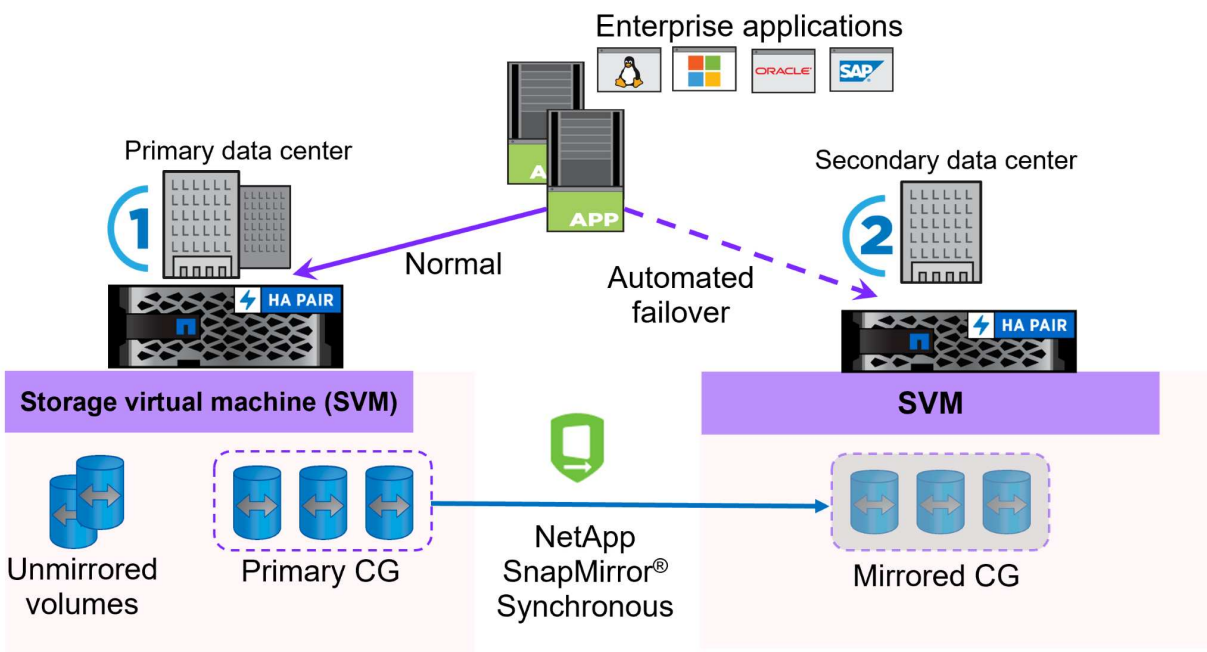 Enterprise applications
ORACLE®
SAP
Primary data center
Secondary data center
1
A
APP
2
Normal
Automated
failover
HA PAIR
HA PAIR
Storage virtual machine (SVM)
SVM
NetApp
SnapMirror®
Synchronous
Unmirrored
volumes
Primary CG
Mirrored CG